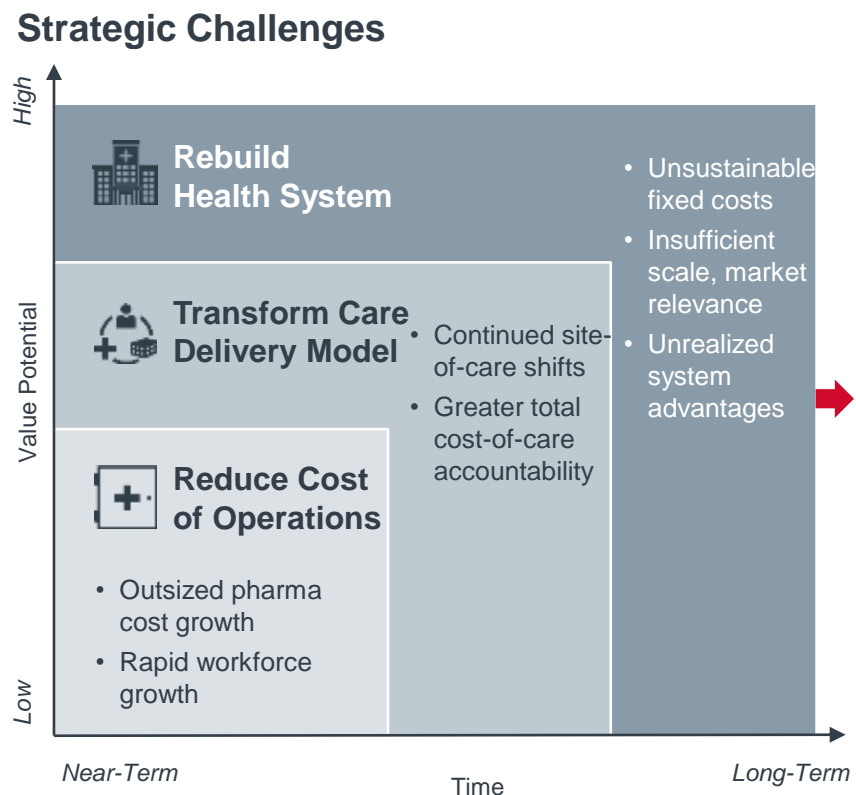 Strategic Challenges
High
Value Potential
Low
Rebuild
Health System
• Unsustainable
fixed costs
• Insufficient
scale, market
relevance
• Unrealized
system
advantages
Transform Care
Delivery Model
• Continued site-
of-care shifts
• Greater total
cost-of-care
accountability
Reduce Cost
of Operations
• Outsized pharma
cost growth
• Rapid workforce
growth
Near-Term
Time
Long-Term